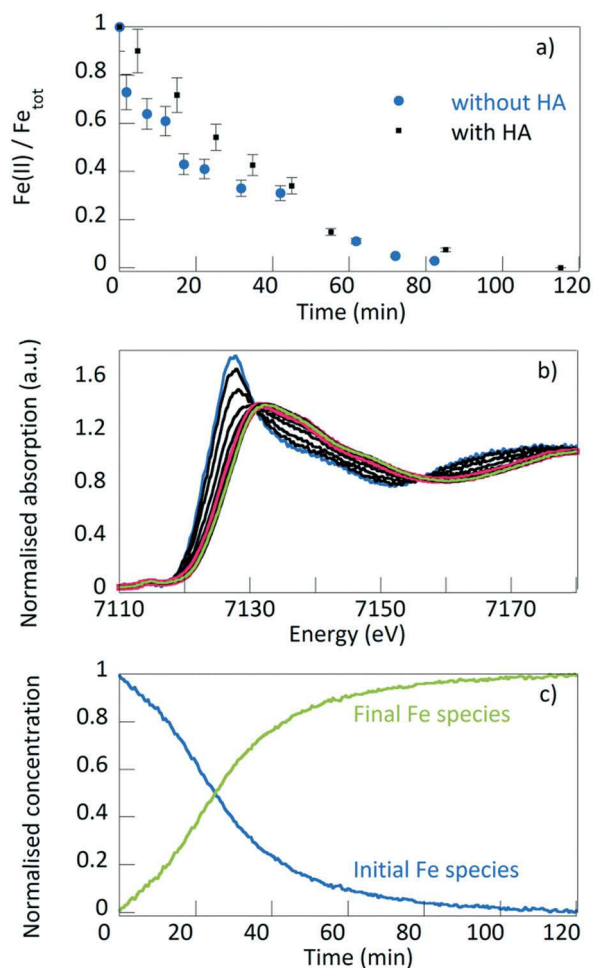 a)
Fe(II) / Fetot
1
0.8
0.6
0.4
0.2
0
without HA
with HA
0 20 40 60 80 100 120
Time (min)
b)
Normalised absorption (a.u.)
1.6
1.2
0.8
0.4
0
7110 7130 7150 7170
Energy (eV)
c)
Normalised concentration
1
0.8
0.6
0.4
0.2
0
Final Fe species
Initial Fe species
0 20 40 60 80 100 120
Time (min)